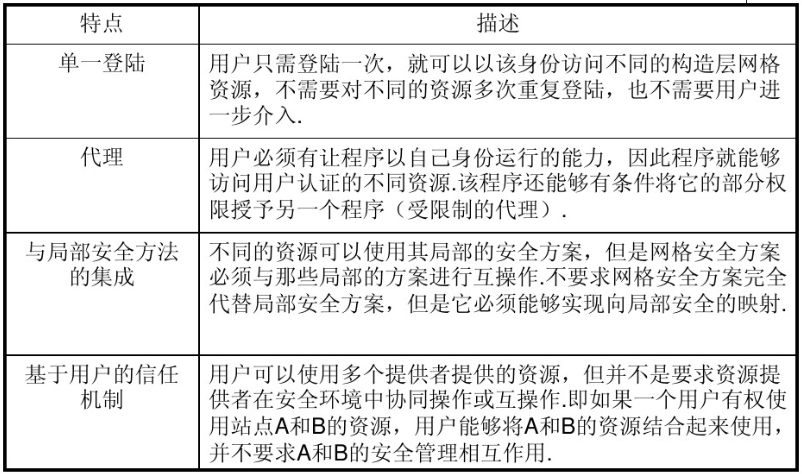 特点
描述
单一登陆
用户只需登陆一次，就可以以该身份访问不同的构造层网格
资源，不需要对不同的资源多次重复登陆，也不需要用户进
一步介入.
代理
用户必须有让程序以自己身份运行的能力，因此程序就能够
访问用户认证的不同资源.该程序还能够有条件将它的部分权
限授予另一个程序（受限制的代理）.
与局部安全方法
的集成
不同的资源可以使用其局部的安全方案，但是网格安全方案
必须与那些局部的方案进行互操作.不要求网格安全方案完全
代替局部安全方案，但是它必须能够实现向局部安全的映射.
基于用户的信任
机制
用户可以使用多个提供者提供的资源，但并不是要求资源提
供者在安全环境中协同操作或互操作.即如果一个用户有权使
用站点A和B的资源，用户能够将A和B的资源结合起来使用，
并不要求A和B的安全管理相互作用.